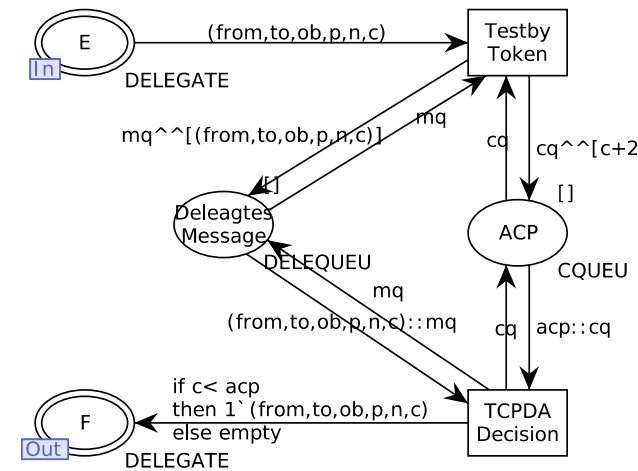 (from,to,ob,p,n,c)
E
Testby
Token
In
DELEGATE
mq
mq^^[(from,to,ob,p,n,c)]
cq
cq^^[c+2
[]
[]
Deleagtes
Message
ACP
DELEQUEU
CQUEU
mq
(from,to,ob,p,n,c)::mq
cq
acp::cq
if c< acp
then 1`(from,to,ob,p,n,c)
else empty
F
TCPDA
Decision
Out
DELEGATE